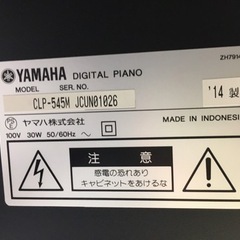 ZH7914
YAMAHA DIGITAL PIANO
MODEL SER. NO.
CLP-545M JCUN01026 '14 製
ヤマハ株式会社
100V 30W 50/60Hz MADE IN INDONESI
注意
感電の恐れあり
キャビネットをあけるな